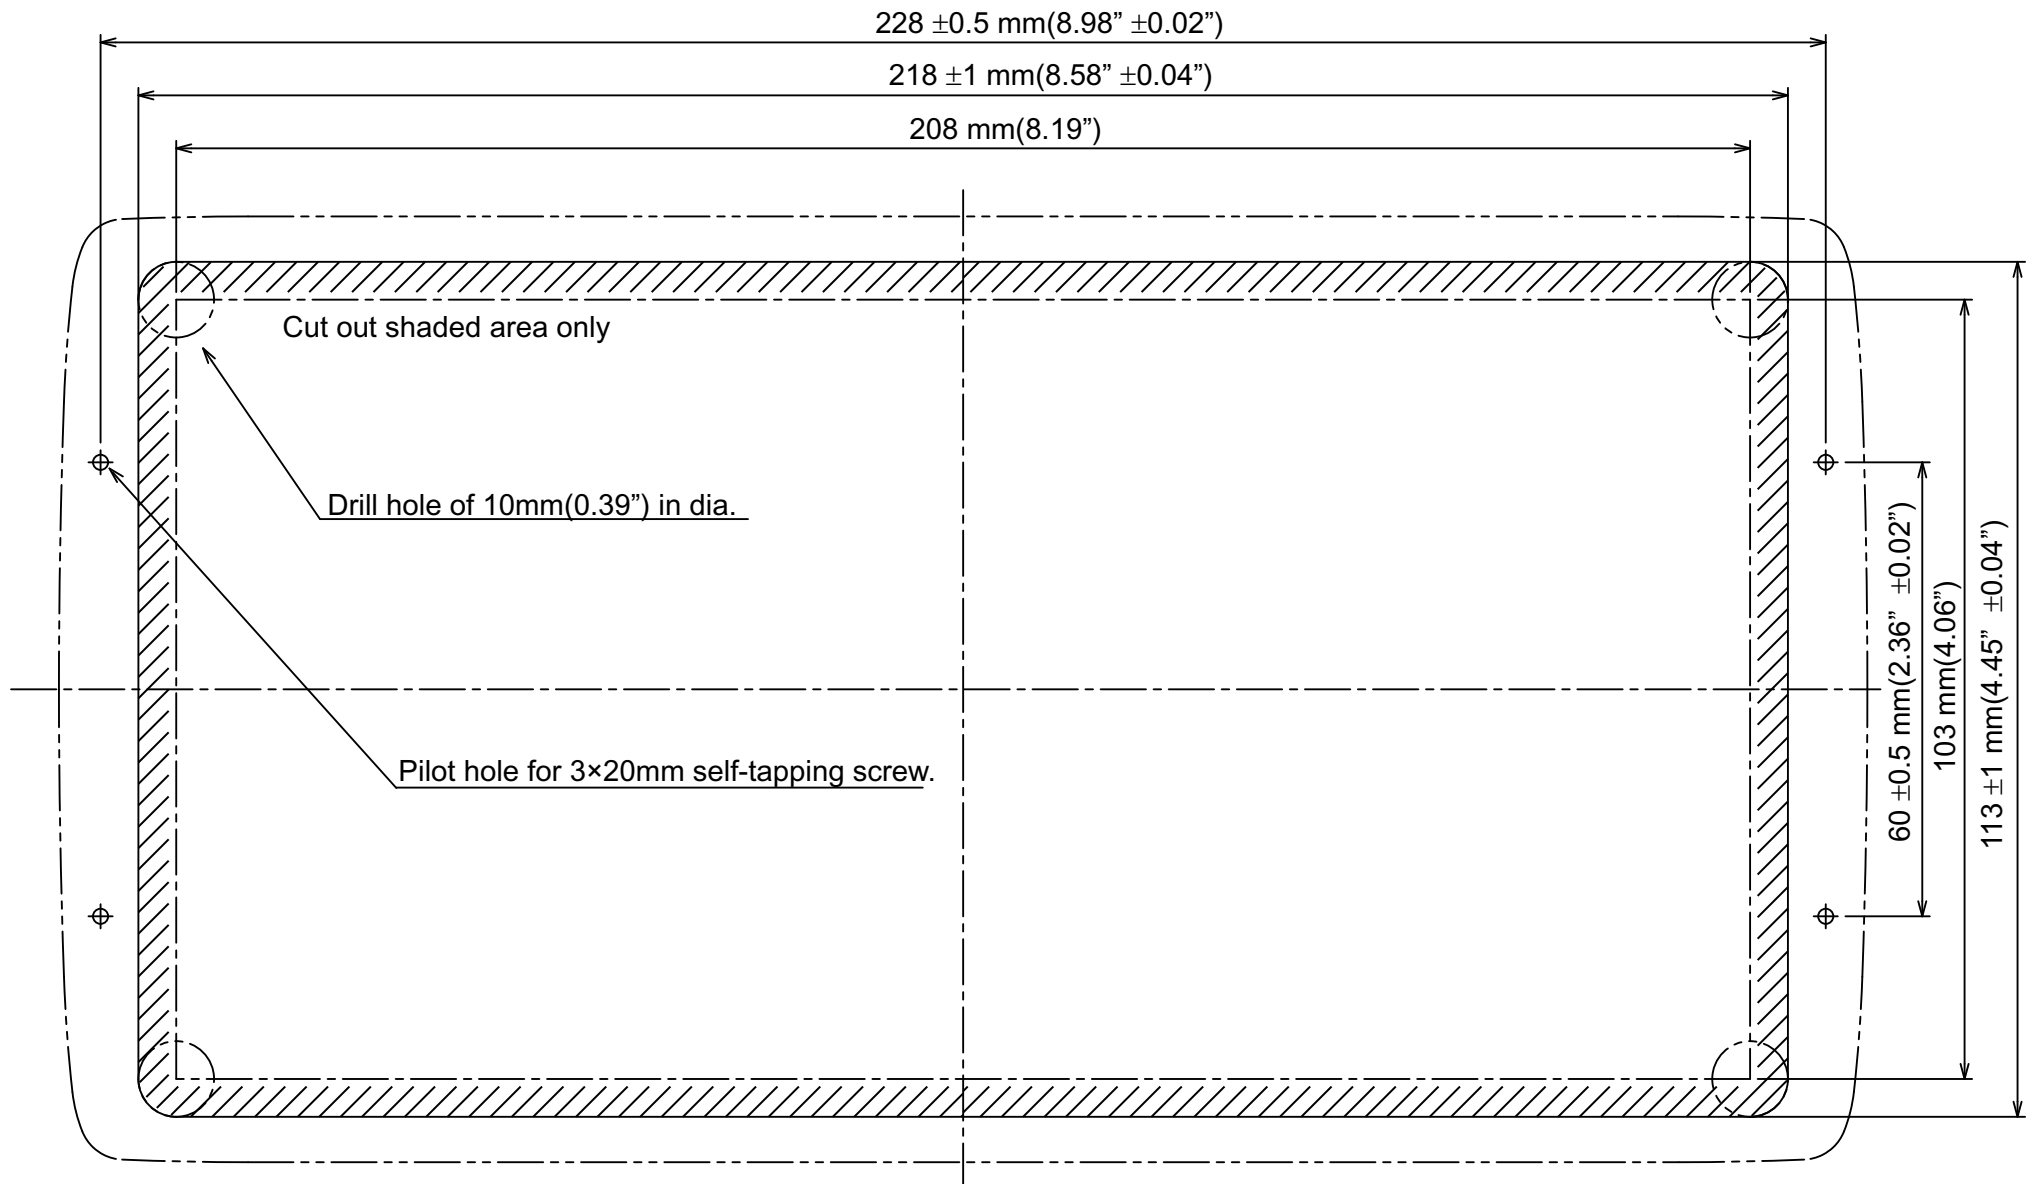 228 ±0.5 mm(8.98” ±0.02”)
218 ±1 mm(8.58” ±0.04”)
208 mm(8.19”)
Cut out shaded area only
Drill hole of 10mm(0.39”) in dia.
Pilot hole for 3×20mm self-tapping screw.
60 ±0.5 mm(2.36” ±0.02”)
103 mm(4.06”)
113 ±1 mm(4.45” ±0.04”)